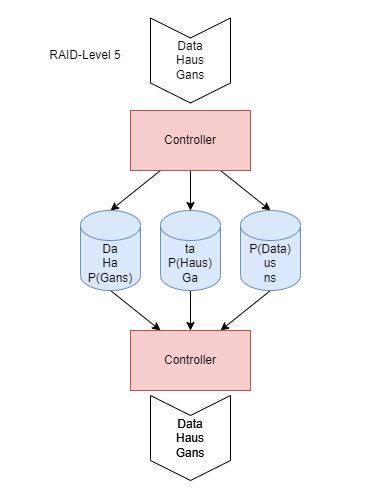 RAID-Level 5
Data
Haus
Gans
Controller
Da
Ha
P(Gans)
ta
P(Haus)
Ga
P(Data)
us
ns
Controller
Data
Haus
Gans